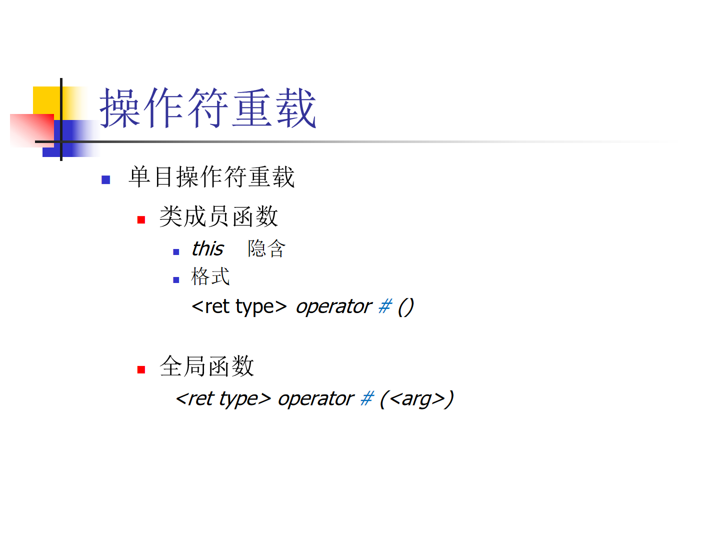 操作符重载
单目操作符重载
类成员函数
this 隐含
格式
<ret type> operator # ()
全局函数
<ret type> operator # (<arg>)